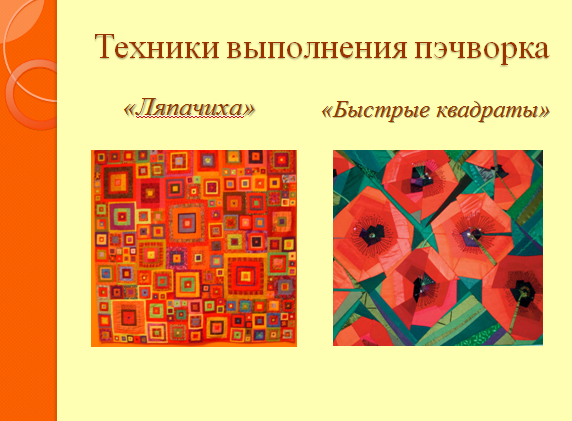 Техники выполнения пэчворка
«Ляпачиха»
«Быстрые квадраты»